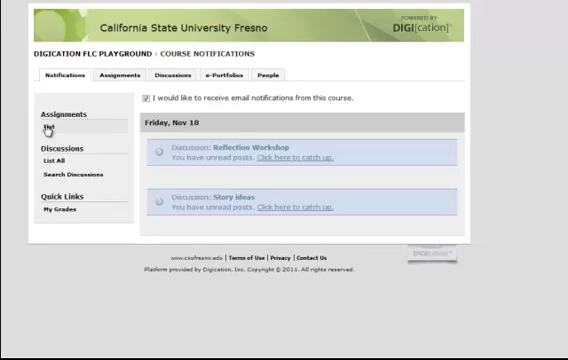 California State University Fresno
POWERED BY
DIGI[cation]
DIGICATION FLC PLAYGROUND › COURSE NOTIFICATIONS
Notifications
Assignments
Discussions
e-Portfolios
People
I would like to receive email notifications from this course.
Assignments
List
Discussions
List All
Search Discussions
Quick Links
My Grades
Friday, Nov 18
Discussion: Reflection Workshop
You have unread posts. Click here to catch up.
Discussion: Story ideas
You have unread posts. Click here to catch up.
www.csufresno.edu | Terms of Use | Privacy | Contact Us
Platform provided by Digication, Inc. Copyright © 2011. All rights reserved.
DIGI[cation]